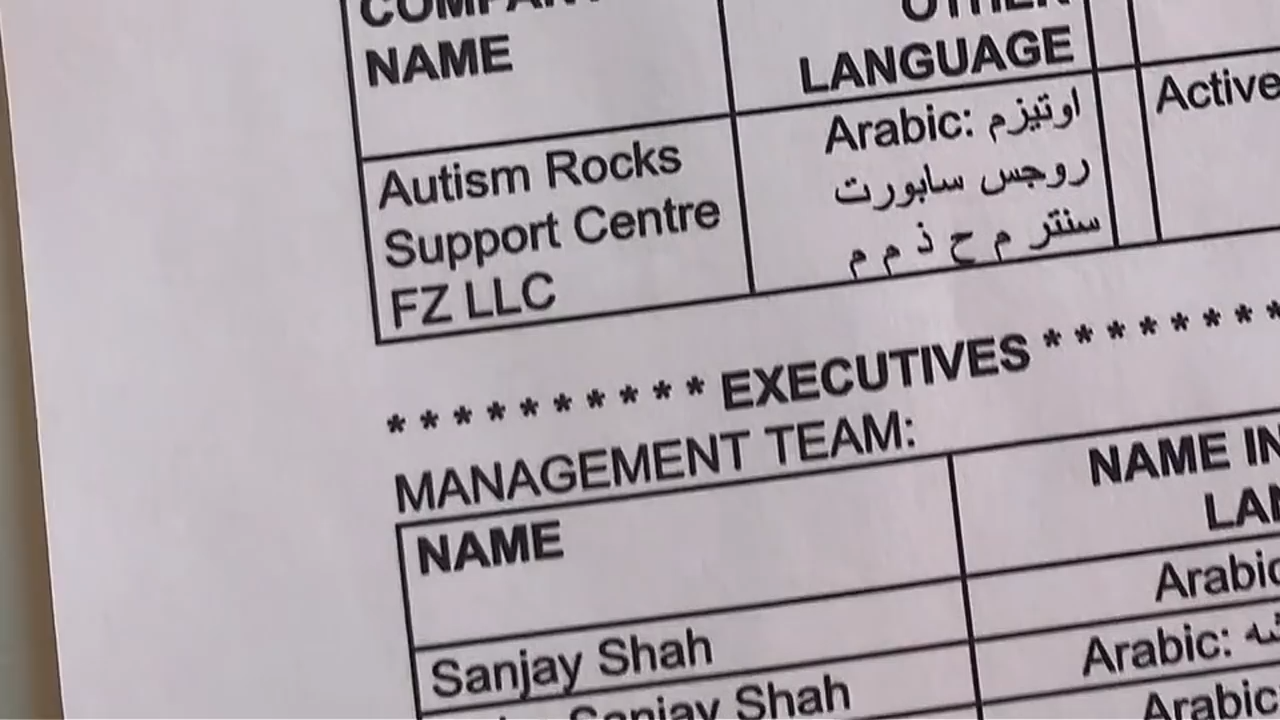 COMPANY
NAME
OTHER
LANGUAGE
Autism Rocks
Support Centre
FZ LLC
Arabic: اوتيزم
روجس سابورت
سنتر م ح ذ م م
Active
* * * * * * * * * * EXECUTIVES * * * * * * * *
MANAGEMENT TEAM:
NAME
NAME IN
Arabic
Sanjay Shah
Arabic:
Sanjay Shah
Arabic